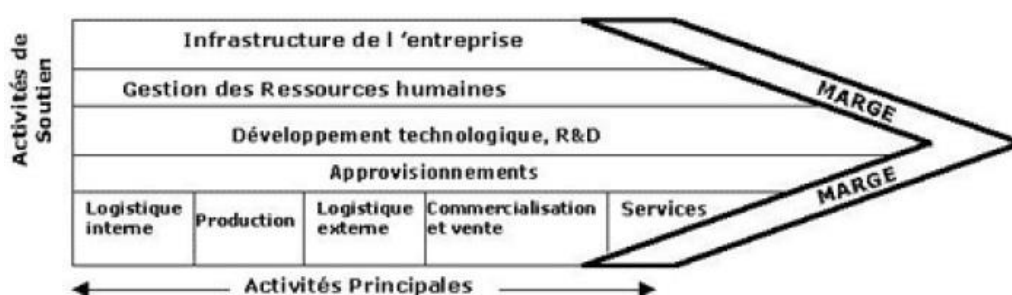 Activités de
Soutien
Infrastructure de l 'entreprise
Gestion des Ressources humaines
Développement technologique, R&D
Approvisionnements
MARGE
MARGE
Logistique
interne
Production
Logistique
externe
Commercialisation
et vente
Services
Activités Principales